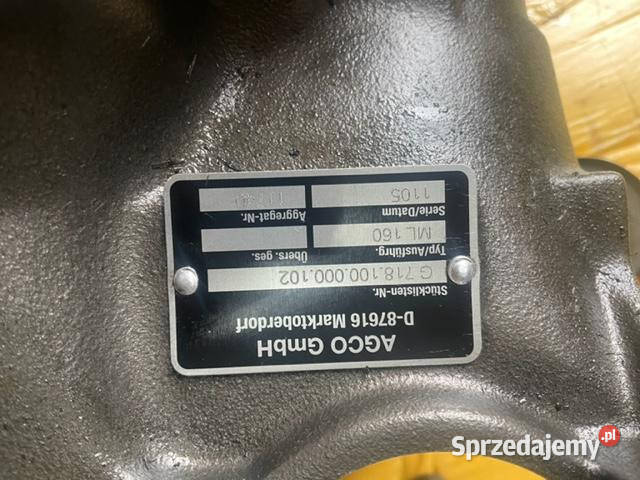 AGCO GmbH
D-87616 Marktoberdorf
Stücklisten-Nr.
G 718.100.000.102
Typ/Ausführg. Übers. ges.
ML 160
Serie/Datum Aggregat-Nr.
1105
Sprzedajemy.pl